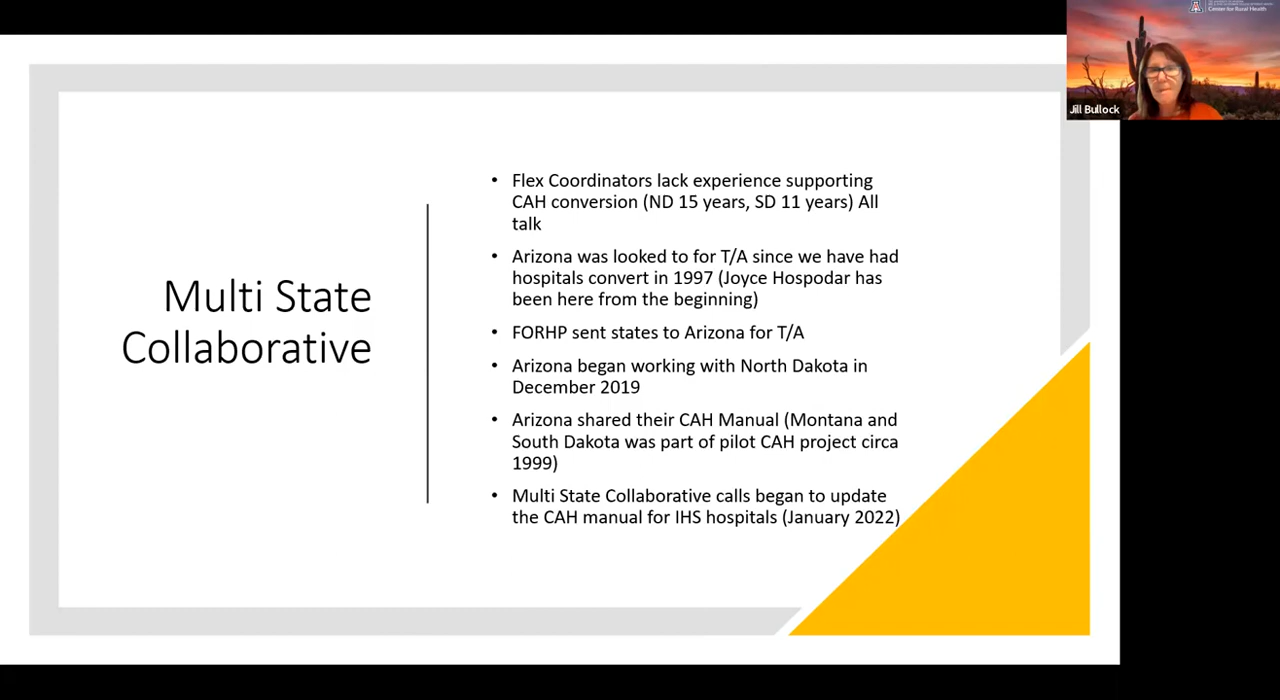 Center for Rural Health
Jill Bullock
Multi State
Collaborative
• Flex Coordinators lack experience supporting
CAH conversion (ND 15 years, SD 11 years) All
talk
• Arizona was looked to for T/A since we have had
hospitals convert in 1997 (Joyce Hospodar has
been here from the beginning)
• FORHP sent states to Arizona for T/A
• Arizona began working with North Dakota in
December 2019
• Arizona shared their CAH Manual (Montana and
South Dakota was part of pilot CAH project circa
1999)
• Multi State Collaborative calls began to update
the CAH manual for IHS hospitals (January 2022)